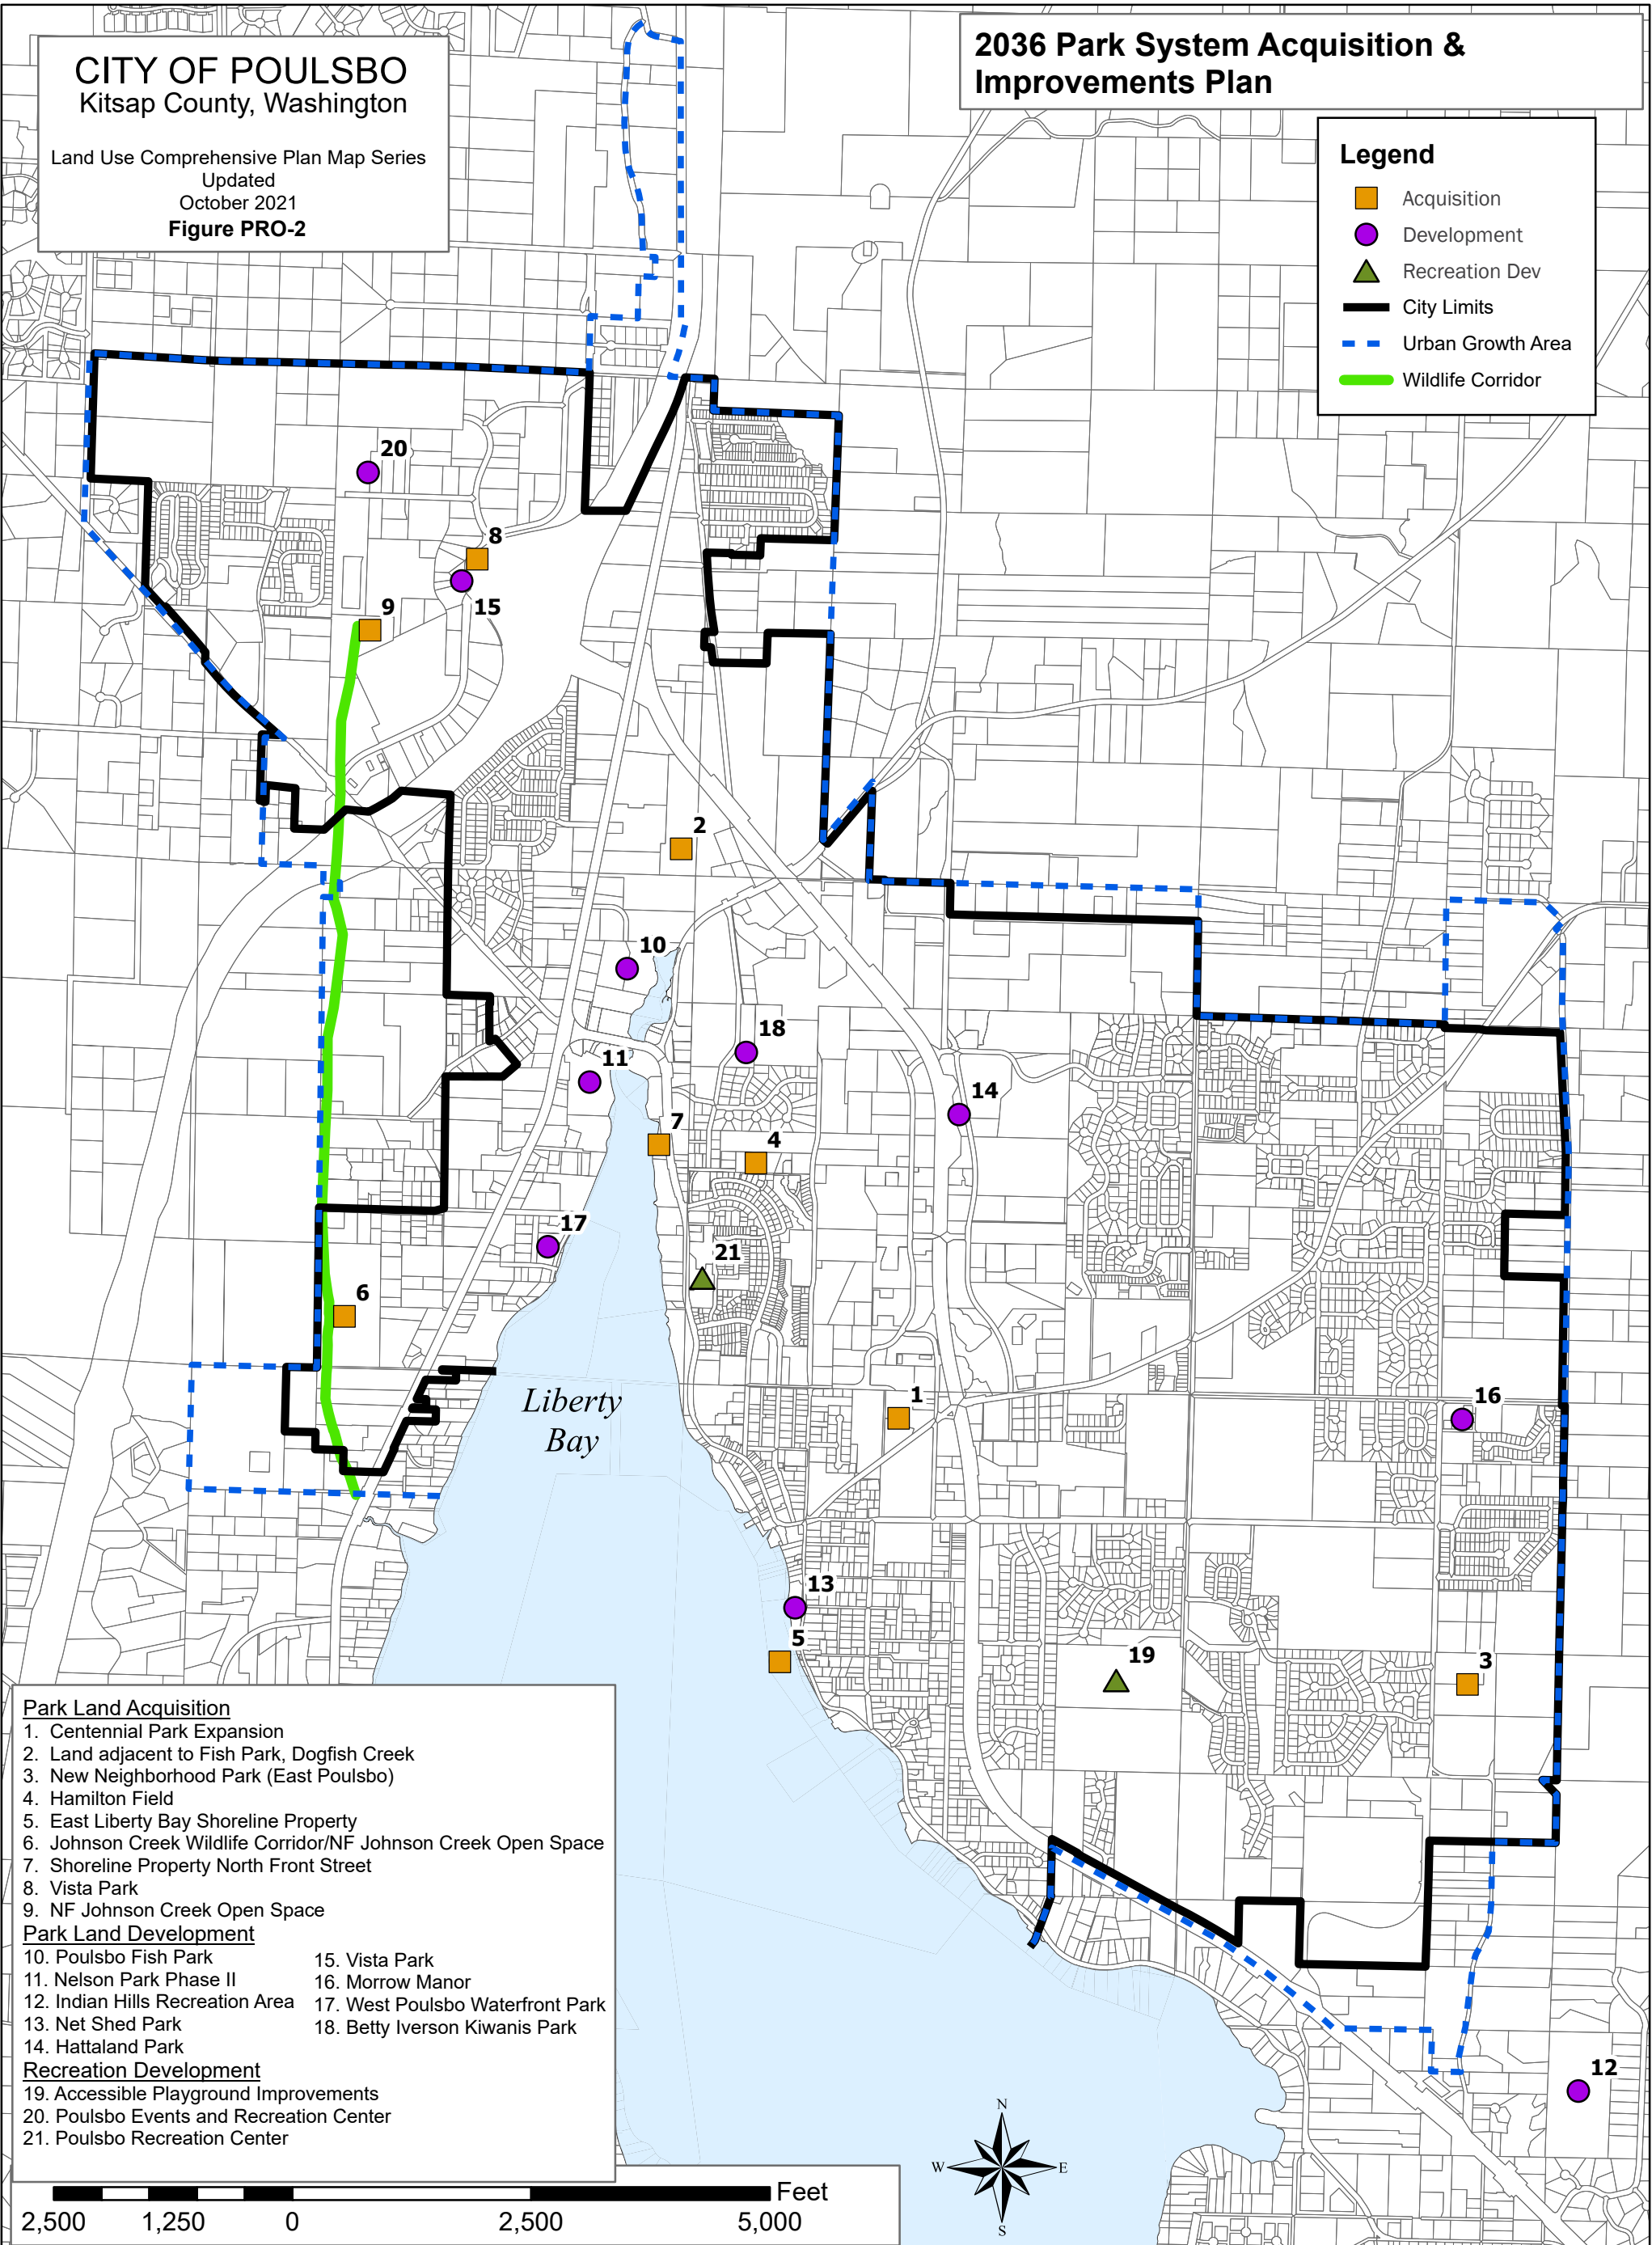 CITY OF POULSBO
Kitsap County, Washington
Land Use Comprehensive Plan Map Series
Updated
October 2021
Figure PRO-2
2036 Park System Acquisition &
Improvements Plan
Legend
Acquisition
Development
Recreation Dev
City Limits
Urban Growth Area
Wildlife Corridor
20
8
15
9
2
10
18
11
14
7
4
17
21
6
1
16
Liberty
Bay
13
5
19
3
12
Park Land Acquisition
1. Centennial Park Expansion
2. Land adjacent to Fish Park, Dogfish Creek
3. New Neighborhood Park (East Poulsbo)
4. Hamilton Field
5. East Liberty Bay Shoreline Property
6. Johnson Creek Wildlife Corridor/NF Johnson Creek Open Space
7. Shoreline Property North Front Street
8. Vista Park
9. NF Johnson Creek Open Space
Park Land Development
10. Poulsbo Fish Park
11. Nelson Park Phase II
12. Indian Hills Recreation Area
13. Net Shed Park
14. Hattaland Park
15. Vista Park
16. Morrow Manor
17. West Poulsbo Waterfront Park
18. Betty Iverson Kiwanis Park
Recreation Development
19. Accessible Playground Improvements
20. Poulsbo Events and Recreation Center
21. Poulsbo Recreation Center
N
W E
S
Feet
2,500 1,250 0 2,500 5,000